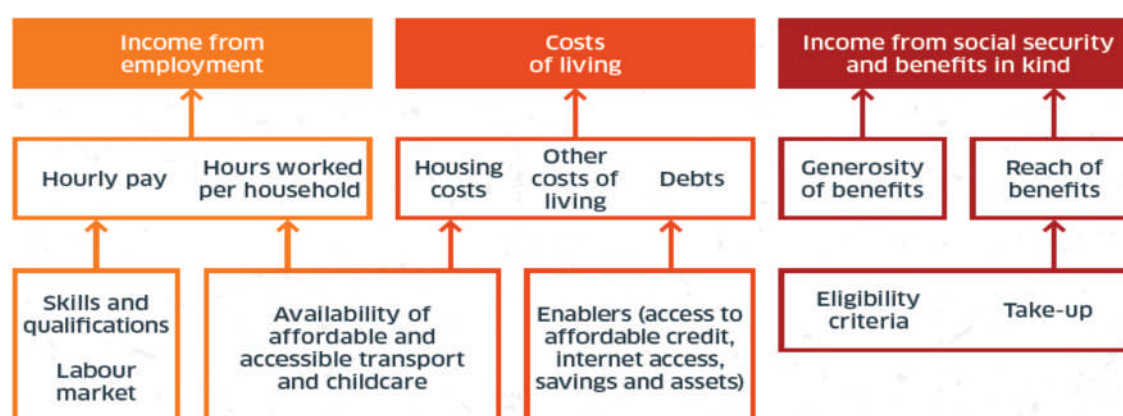 Income from
employment
Costs
of living
Income from social security
and benefits in kind
Hourly pay
Hours worked
per household
Housing
costs
Other
costs of
living
Debts
Generosity
of benefits
Reach of
benefits
Skills and
qualifications
Labour
market
Availability of
affordable and
accessible transport
and childcare
Enablers (access to
affordable credit,
internet access,
savings and assets)
Eligibility
criteria
Take-up